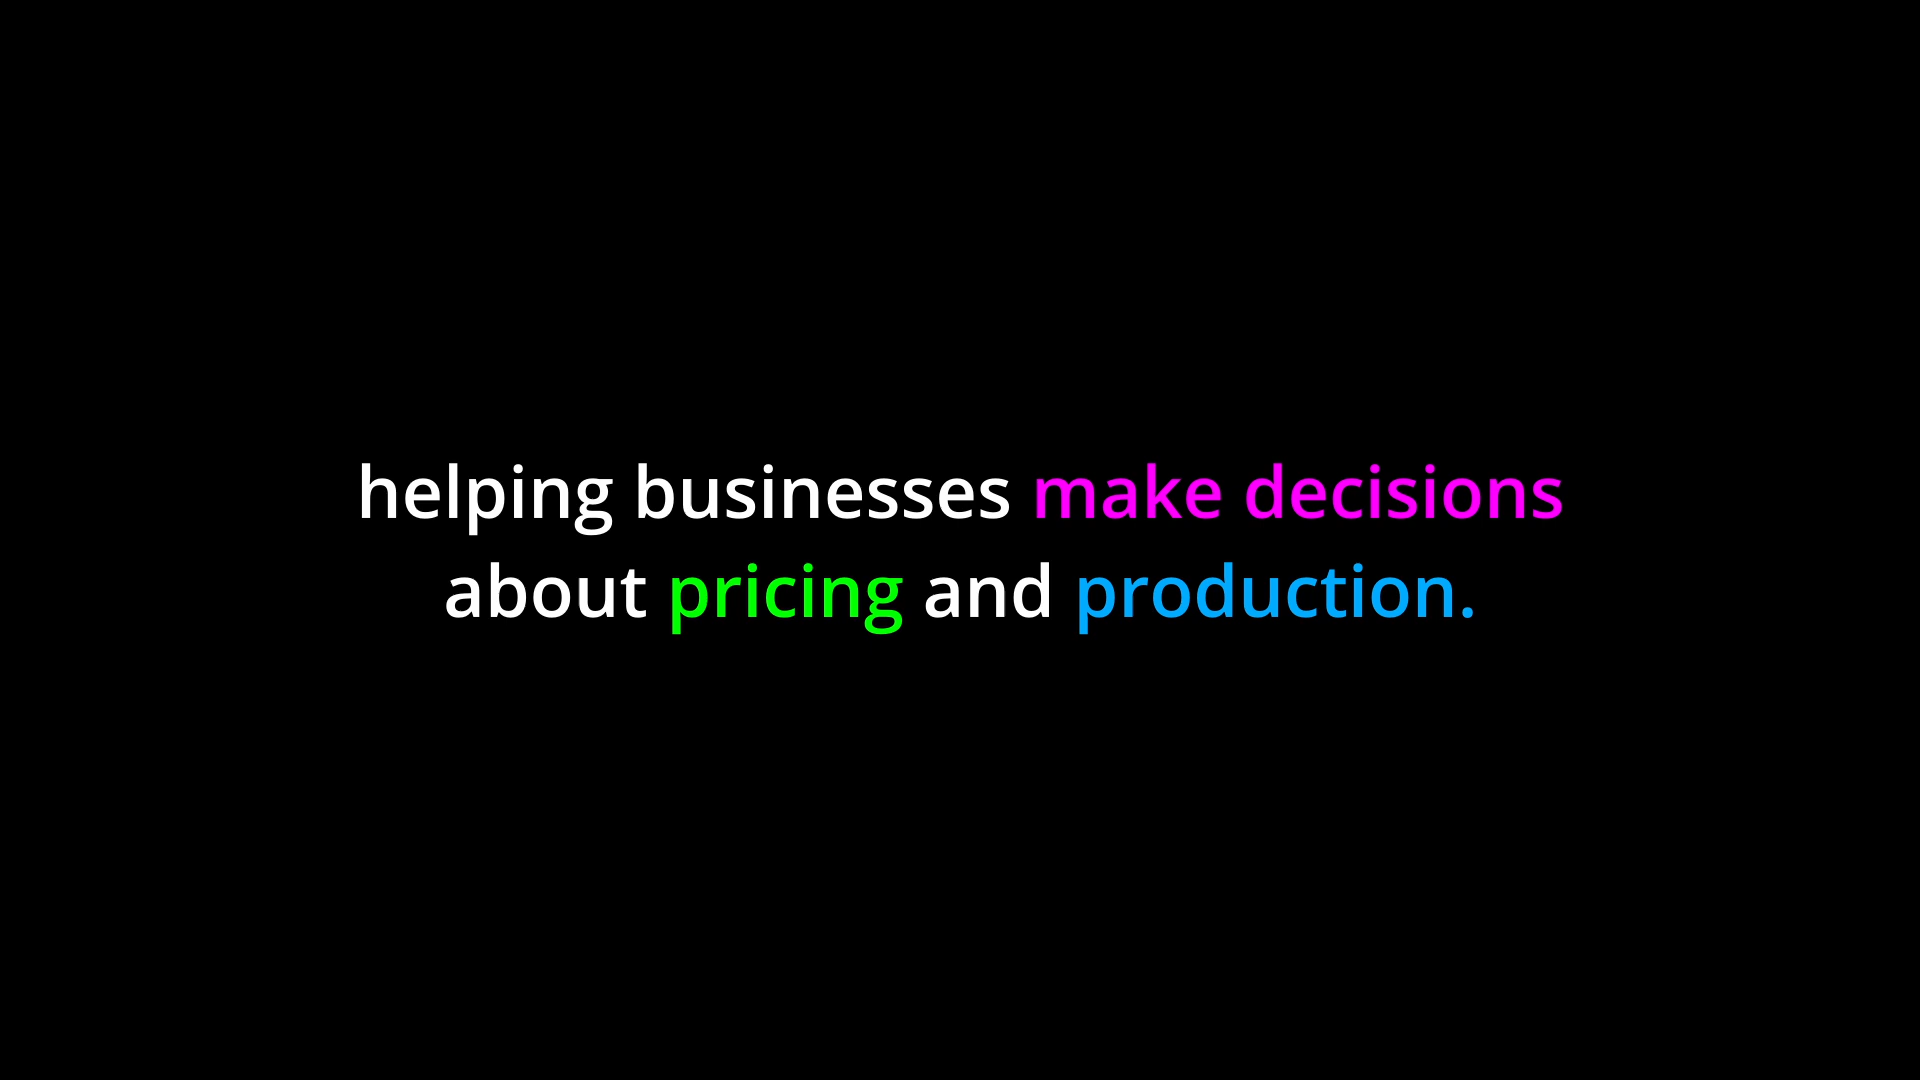 helping businesses make decisions
about pricing and production.